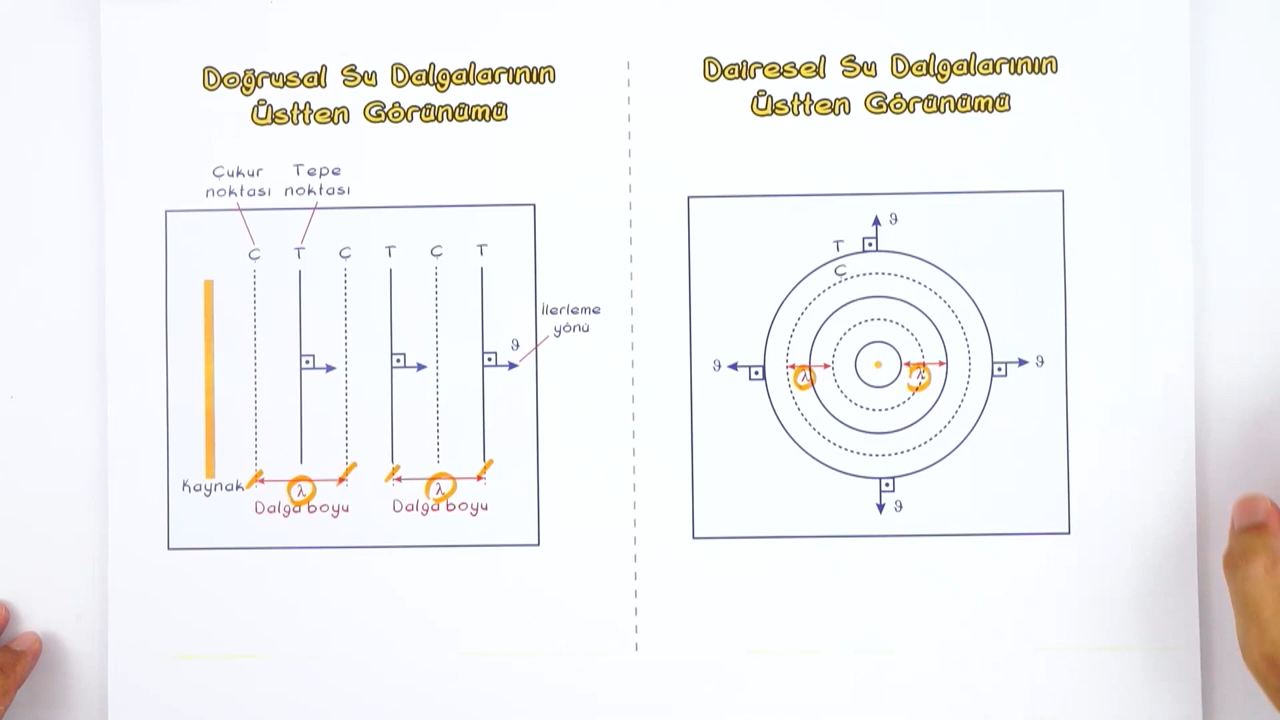 Doğrusal Su Dalgalarının
Üstten Görünümü
Çukur noktası
Tepe noktası
Ç T Ç T Ç T
İlerleme
yönü
ϑ
Kaynak
λ λ
Dalga boyu Dalga boyu
Dairesel Su Dalgalarının
Üstten Görünümü
ϑ
T
Ç
ϑ ϑ
λ λ
ϑ